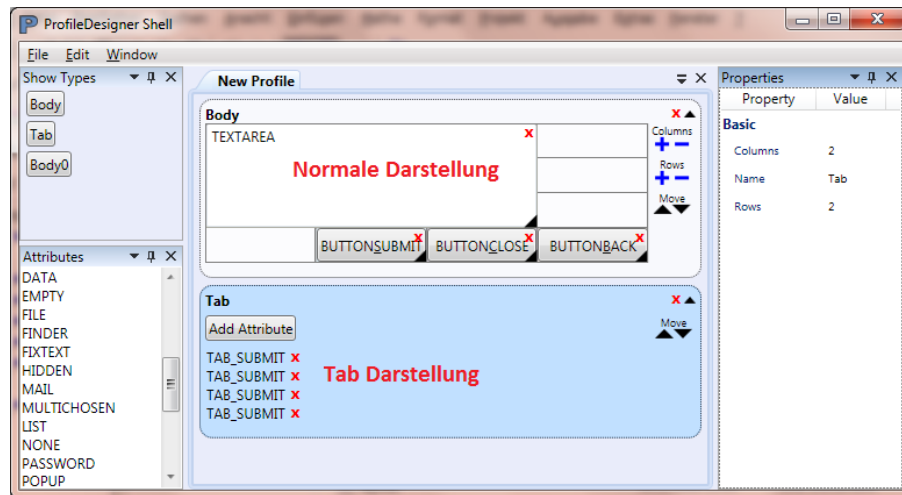 ProfileDesigner Shell
File Edit Window
Show Types
Body
Tab
Body0
Attributes
DATA
EMPTY
FILE
FINDER
FIXTEXT
HIDDEN
MAIL
MULTICHOSEN
LIST
NONE
PASSWORD
POPUP
New Profile
Body
TEXTAREA
Normale Darstellung
Columns
Rows
Move
BUTTONSUBMIT BUTTONCLOSE BUTTONBACK
Tab
Add Attribute
Move
TAB_SUBMIT x
TAB_SUBMIT x
TAB_SUBMIT x
TAB_SUBMIT x
Tab Darstellung
Properties
Property Value
Basic
Columns 2
Name Tab
Rows 2